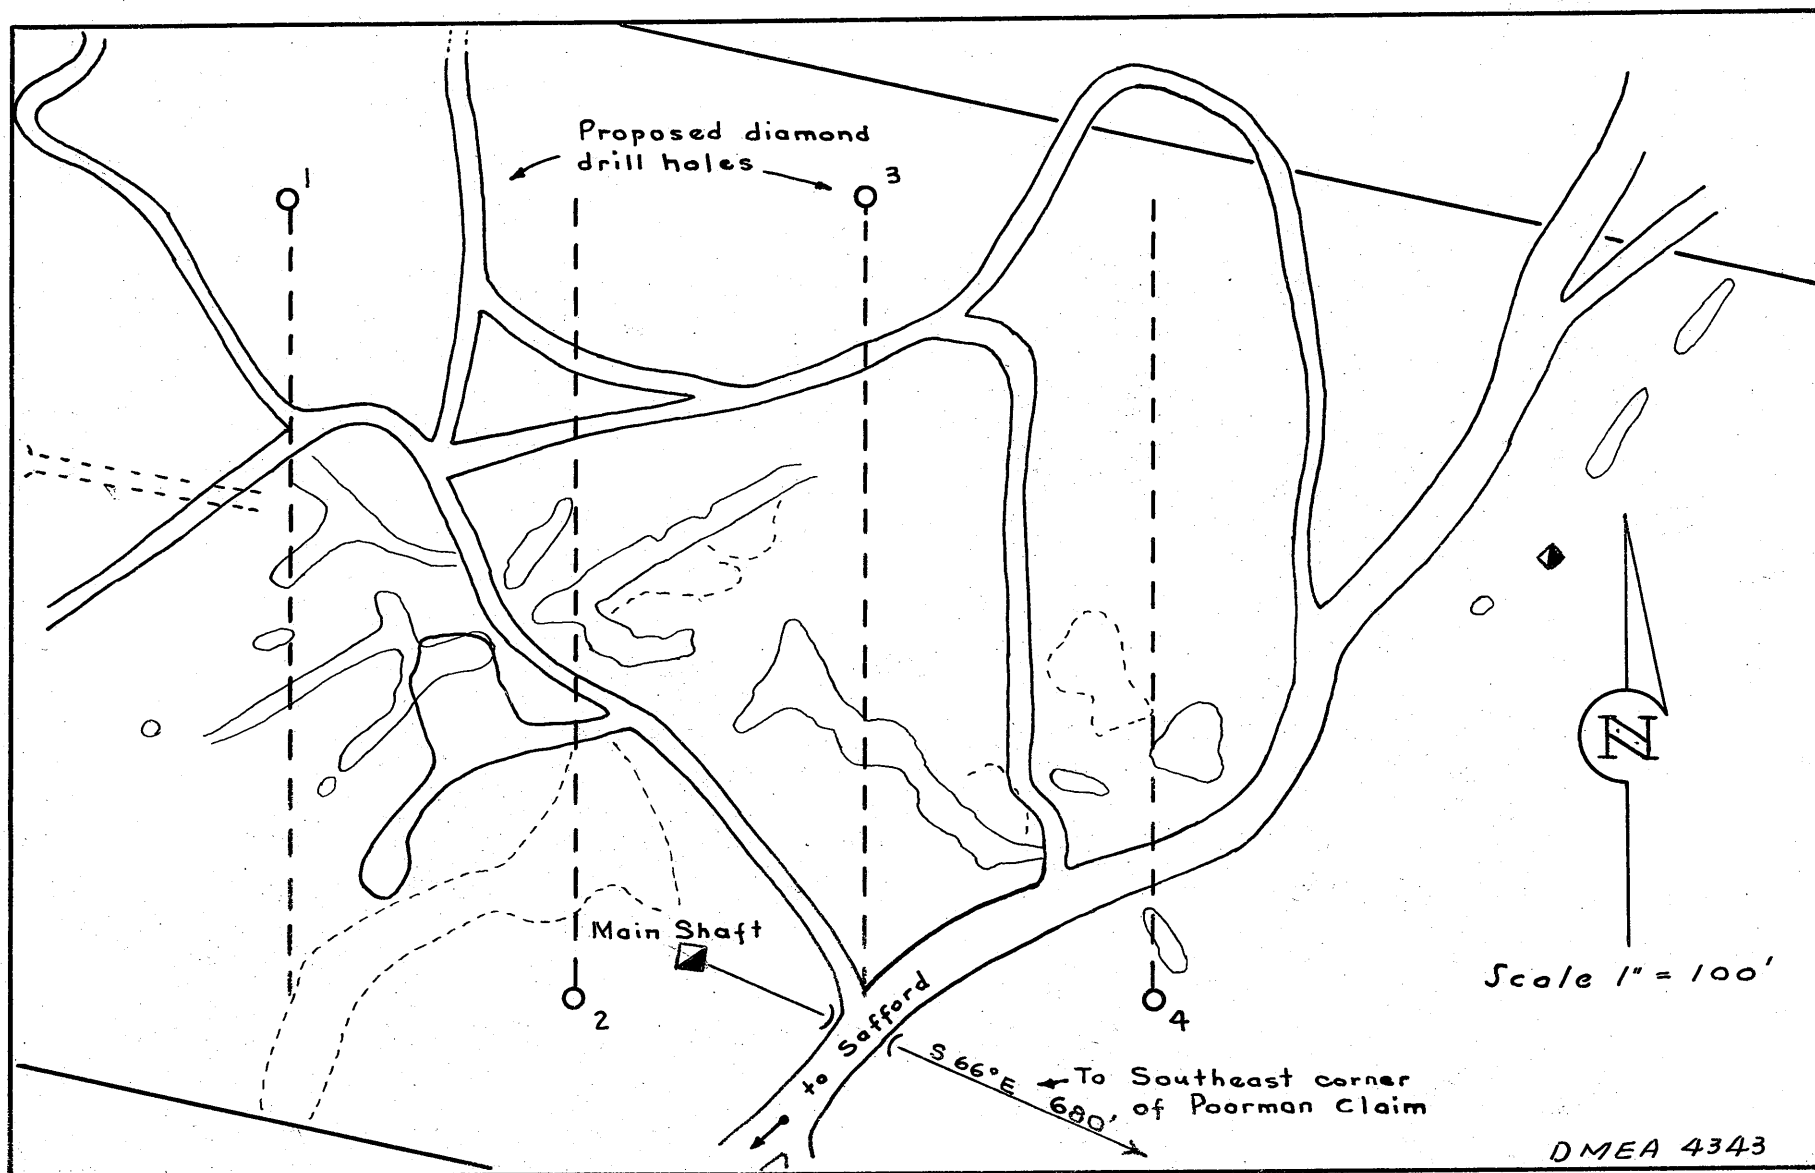 Proposed diamond
drill holes
1
3
N
Main Shaft
2
4
to Safford
Scale 1" = 100'
S 66° E
680'
To Southeast corner
of Poorman Claim
DMEA 4343